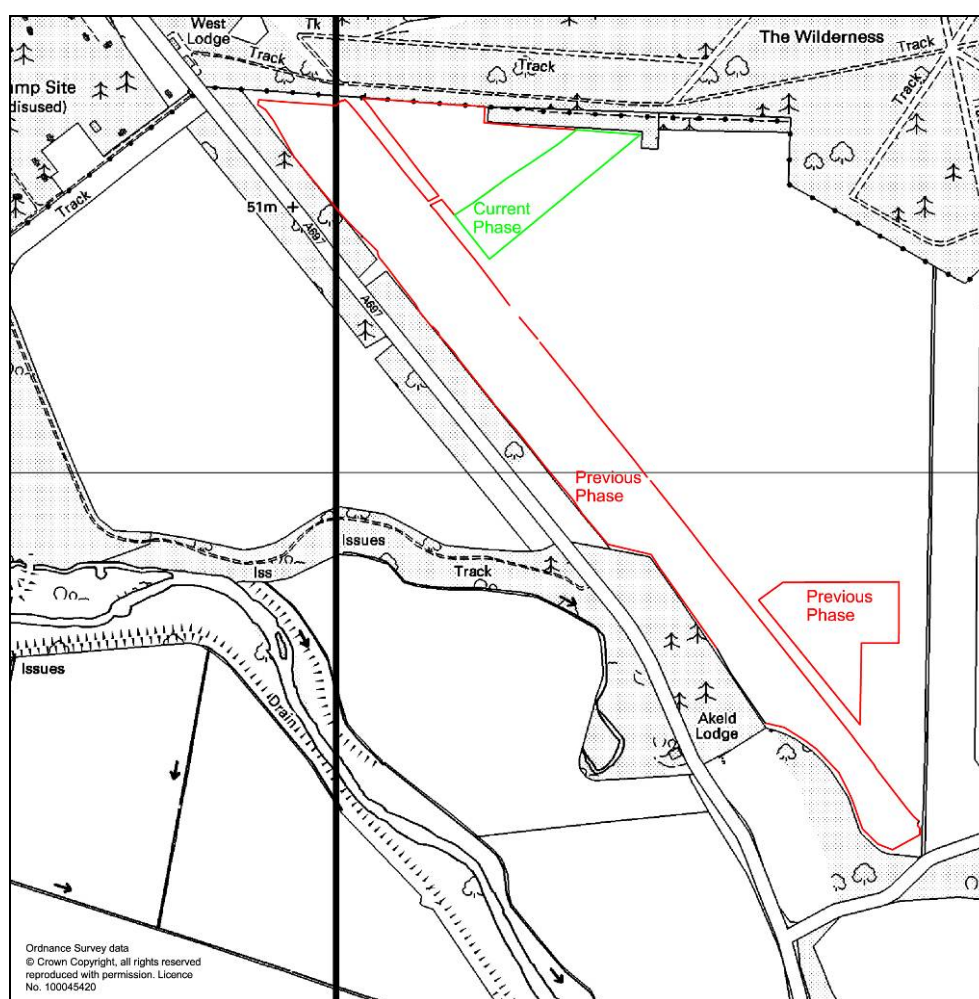 Tk
West
Lodge
Track
Track
The Wilderness
Track
Track
ump Site
disused)
Track
51m
A697
Current
Phase
A697
Previous
Phase
Issues
Iss
Track
Previous
Phase
Issues
Drain
Akeld
Lodge
Ordnance Survey data
© Crown Copyright, all rights reserved
reproduced with permission. Licence
No. 100045420